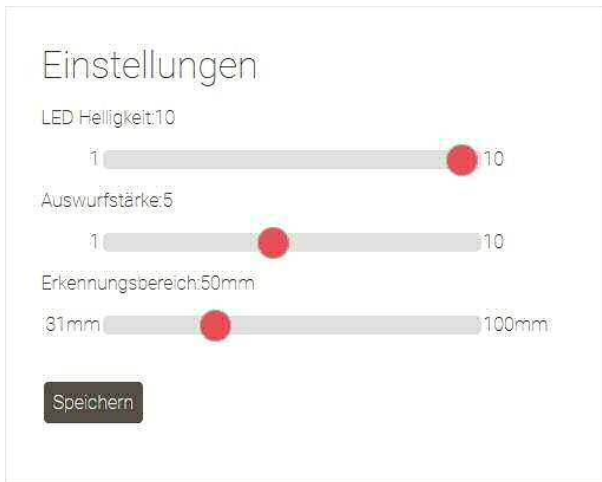 Einstellungen
LED Helligkeit:10
1 10
Auswurfstärke:5
1 10
Erkennungsbereich:50mm
31mm 100mm
Speichern